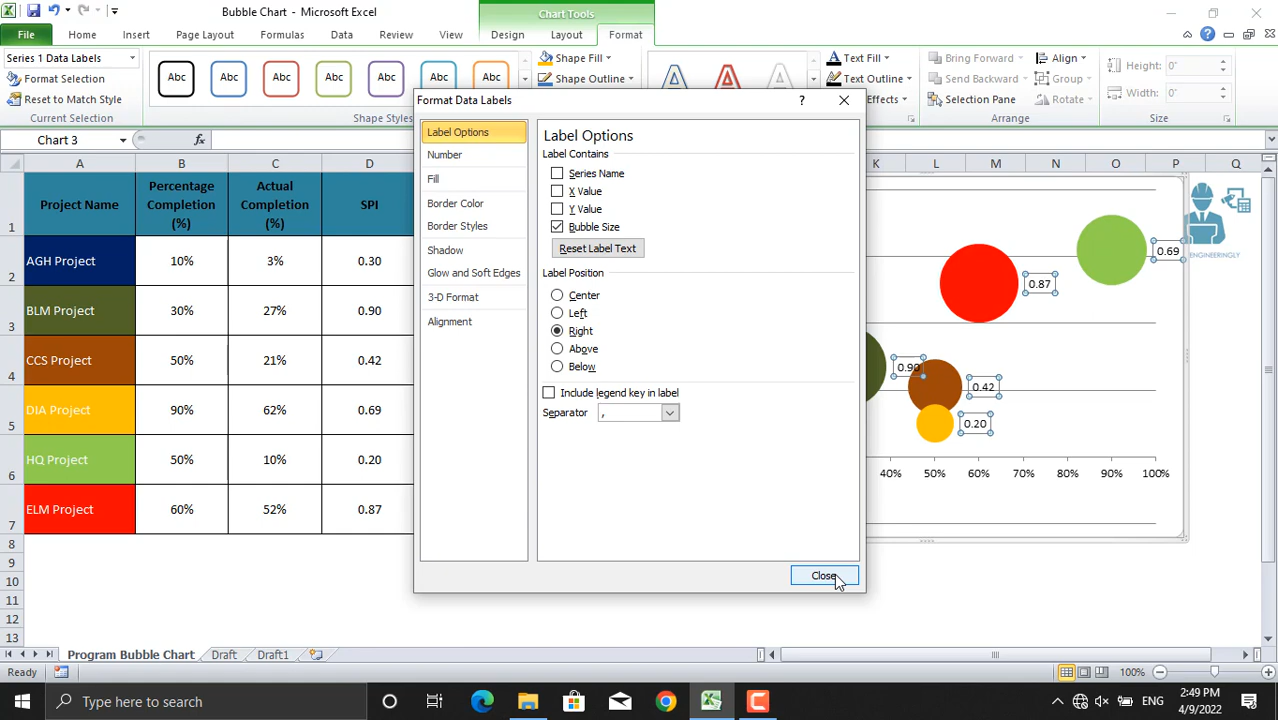 Bubble Chart - Microsoft Excel
Chart Tools
File Home Insert Page Layout Formulas Data Review View Design Layout Format
Series 1 Data Labels
Format Selection
Reset to Match Style
Current Selection
Abc Abc Abc Abc Abc Abc Abc
Shape Fill
Shape Outline
Shape Styles
Text Fill
Text Outline
Effects
Bring Forward
Send Backward
Selection Pane
Align
Group
Rotate
Arrange
Height: 0"
Width: 0"
Size
Chart 3
fx
A B C D K L M N O P Q
1 Project Name Percentage Completion (%) Actual Completion (%) SPI
2 AGH Project 10% 3% 0.30
3 BLM Project 30% 27% 0.90
4 CCS Project 50% 21% 0.42
5 DIA Project 90% 62% 0.69
6 HQ Project 50% 10% 0.20
7 ELM Project 60% 52% 0.87
8
9
10
11
12
13
Format Data Labels
?
Label Options
Number
Fill
Border Color
Border Styles
Shadow
Glow and Soft Edges
3-D Format
Alignment
Label Options
Label Contains
Series Name
X Value
Y Value
Bubble Size
Reset Label Text
Label Position
Center
Left
Right
Above
Below
Include legend key in label
Separator ,
Close
0.69
0.87
0.90
0.42
0.20
40% 50% 60% 70% 80% 90% 100%
ENGINEERINGLY
Program Bubble Chart Draft Draft1
Ready
100%
Type here to search
ENG
2:49 PM
4/9/2022